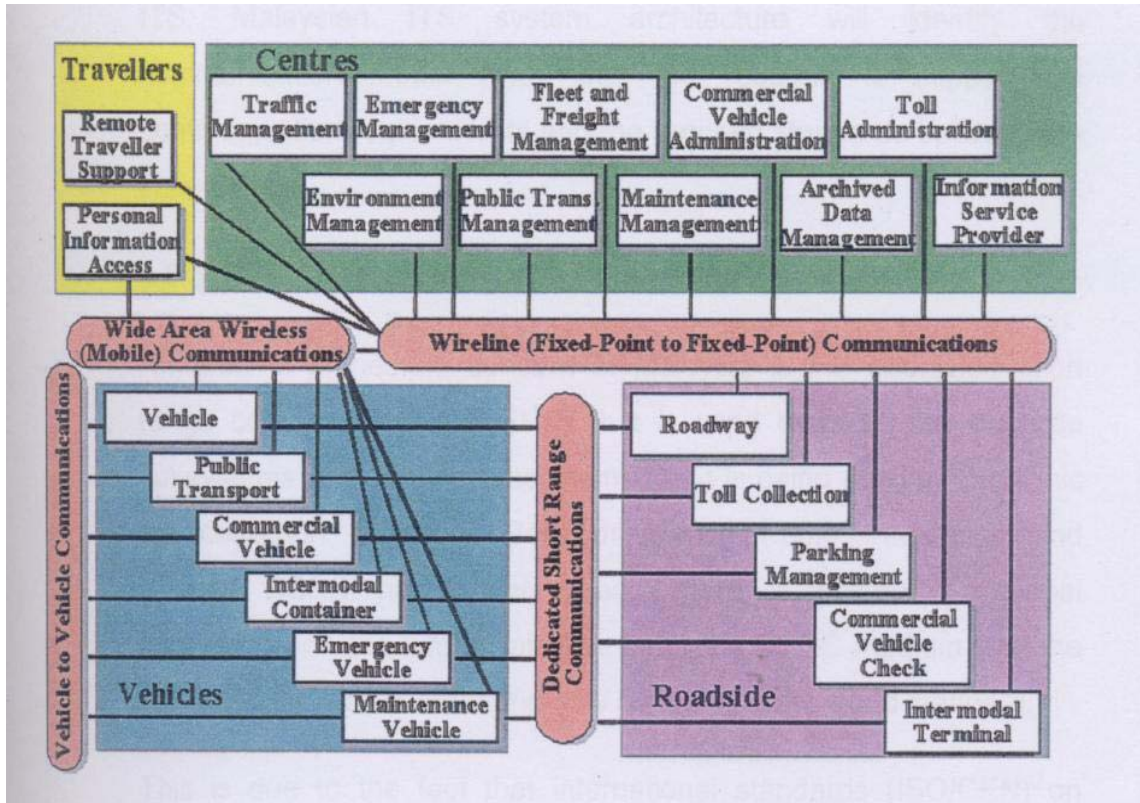 Travellers
Remote
Traveller
Support
Personal
Information
Access
Centres
Traffic
Management
Emergency
Management
Fleet and
Freight
Management
Commercial
Vehicle
Administration
Toll
Administration
Environment
Management
Public Trans.
Management
Maintenance
Management
Archived
Data
Management
Information
Service
Provider
Wide Area Wireless
(Mobile) Communications
Wireline (Fixed-Point to Fixed-Point) Communications
Vehicle to Vehicle Communications
Vehicle
Public
Transport
Commercial
Vehicle
Intermodal
Container
Emergency
Vehicle
Maintenance
Vehicle
Vehicles
Dedicated Short Range
Communications
Roadway
Toll Collection
Parking
Management
Commercial
Vehicle
Check
Intermodal
Terminal
Roadside